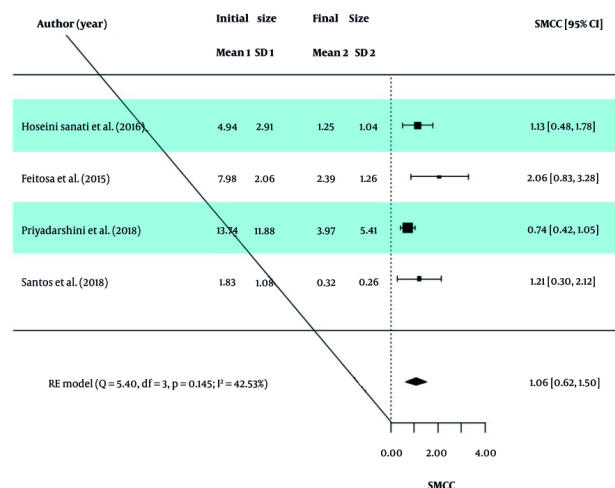 Author (year) Initial size Final Size SMCC [95% CI]
Mean 1 SD 1 Mean 2 SD 2
Hoseini sanati et al. (2016) 4.94 2.91 1.25 1.04 1.13 [0.48, 1.78]
Feitosa et al. (2015) 7.98 2.06 2.39 1.26 2.06 [0.83, 3.28]
Priyadarshini et al. (2018) 13.74 11.88 3.97 5.41 0.74 [0.42, 1.05]
Santos et al. (2018) 1.83 1.08 0.32 0.26 1.21 [0.30, 2.12]
RE model (Q = 5.40, df = 3, p = 0.145; I² = 42.53%) 1.06 [0.62, 1.50]
0.00 2.00 4.00
SMCC